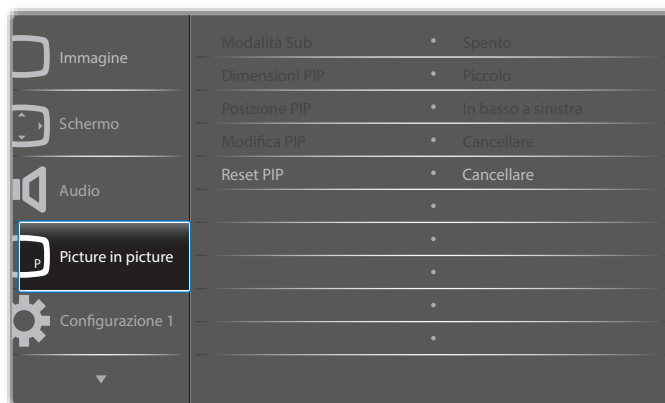 Immagine
Schermo
Audio
P
Picture in picture
Configurazione 1
Modalità Sub • Spento
Dimensioni PIP • Piccolo
Posizione PIP • In basso a sinistra
Modifica PIP • Cancellare
Reset PIP • Cancellare